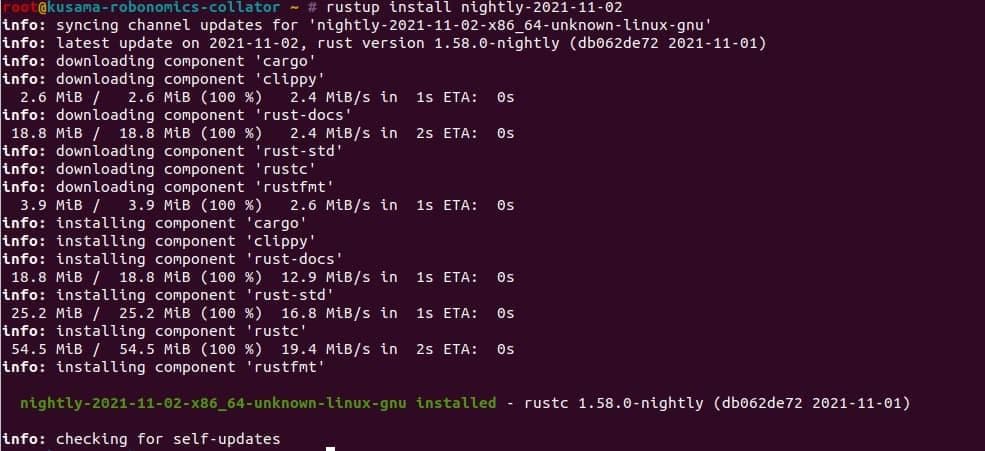 root@kusama-robonomics-collator ~ # rustup install nightly-2021-11-02
info: syncing channel updates for 'nightly-2021-11-02-x86_64-unknown-linux-gnu'
info: latest update on 2021-11-02, rust version 1.58.0-nightly (db062de72 2021-11-01)
info: downloading component 'cargo'
info: downloading component 'clippy'
  2.6 MiB /   2.6 MiB (100 %)   2.4 MiB/s in  1s ETA:  0s
info: downloading component 'rust-docs'
 18.8 MiB /  18.8 MiB (100 %)   2.4 MiB/s in  2s ETA:  0s
info: downloading component 'rust-std'
info: downloading component 'rustc'
info: downloading component 'rustfmt'
  3.9 MiB /   3.9 MiB (100 %)   2.6 MiB/s in  1s ETA:  0s
info: installing component 'cargo'
info: installing component 'clippy'
info: installing component 'rust-docs'
 18.8 MiB /  18.8 MiB (100 %)  12.9 MiB/s in  1s ETA:  0s
info: installing component 'rust-std'
 25.2 MiB /  25.2 MiB (100 %)  16.8 MiB/s in  1s ETA:  0s
info: installing component 'rustc'
 54.5 MiB /  54.5 MiB (100 %)  19.4 MiB/s in  2s ETA:  0s
info: installing component 'rustfmt'
  nightly-2021-11-02-x86_64-unknown-linux-gnu installed - rustc 1.58.0-nightly (db062de72 2021-11-01)
info: checking for self-updates